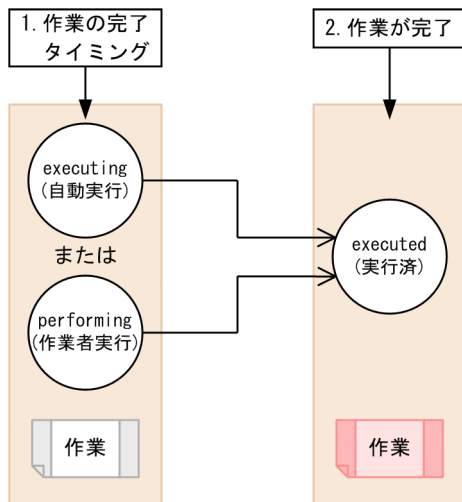 1.作業の完了
タイミング
2.作業が完了
executing
(自動実行)
または
performing
(作業者実行)
executed
(実行済)
作業
作業